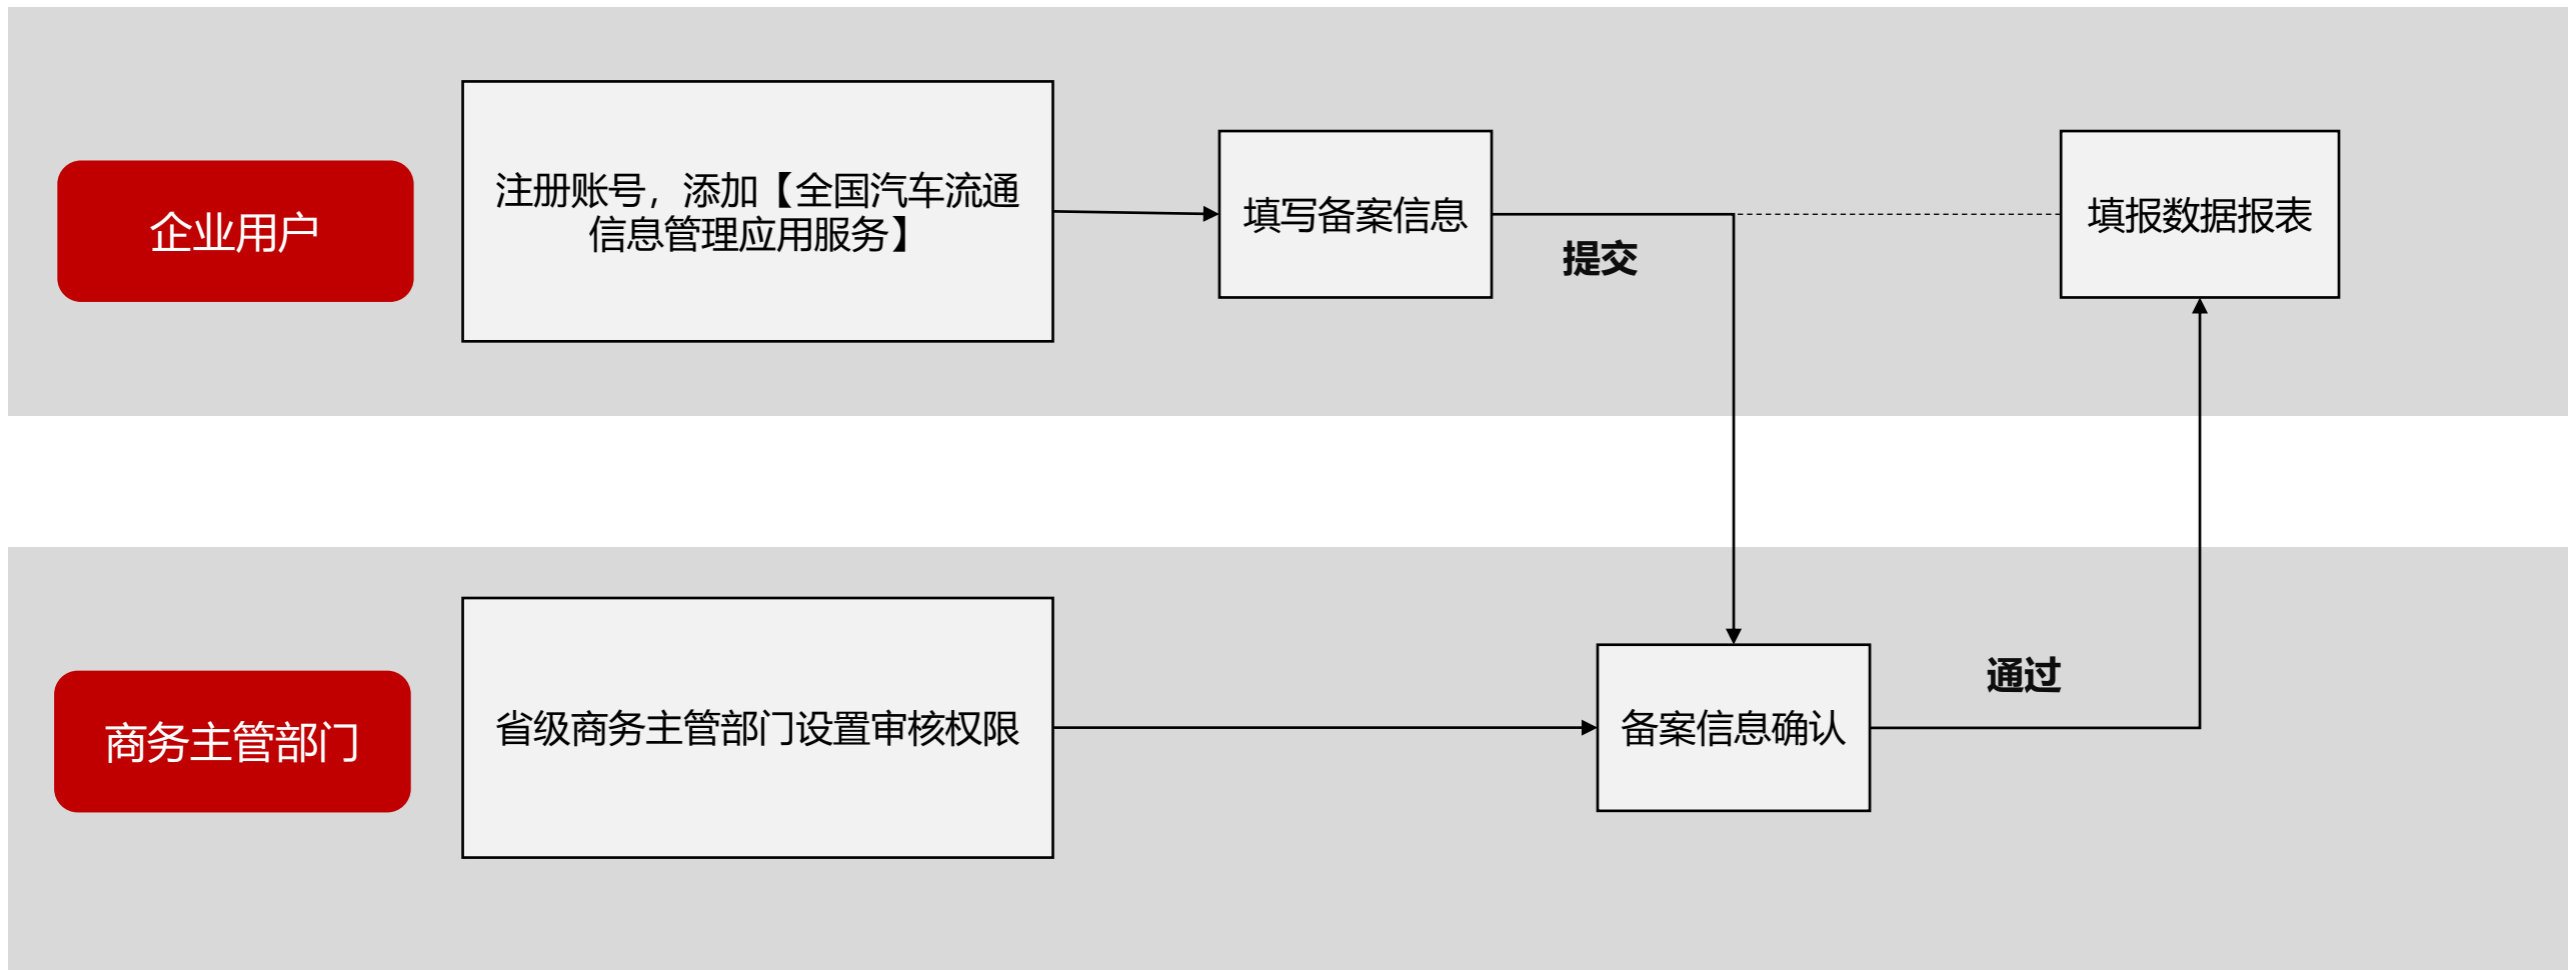 企业用户
注册账号，添加【全国汽车流通
信息管理应用服务】
填写备案信息
提交
填报数据报表
商务主管部门
省级商务主管部门设置审核权限
备案信息确认
通过